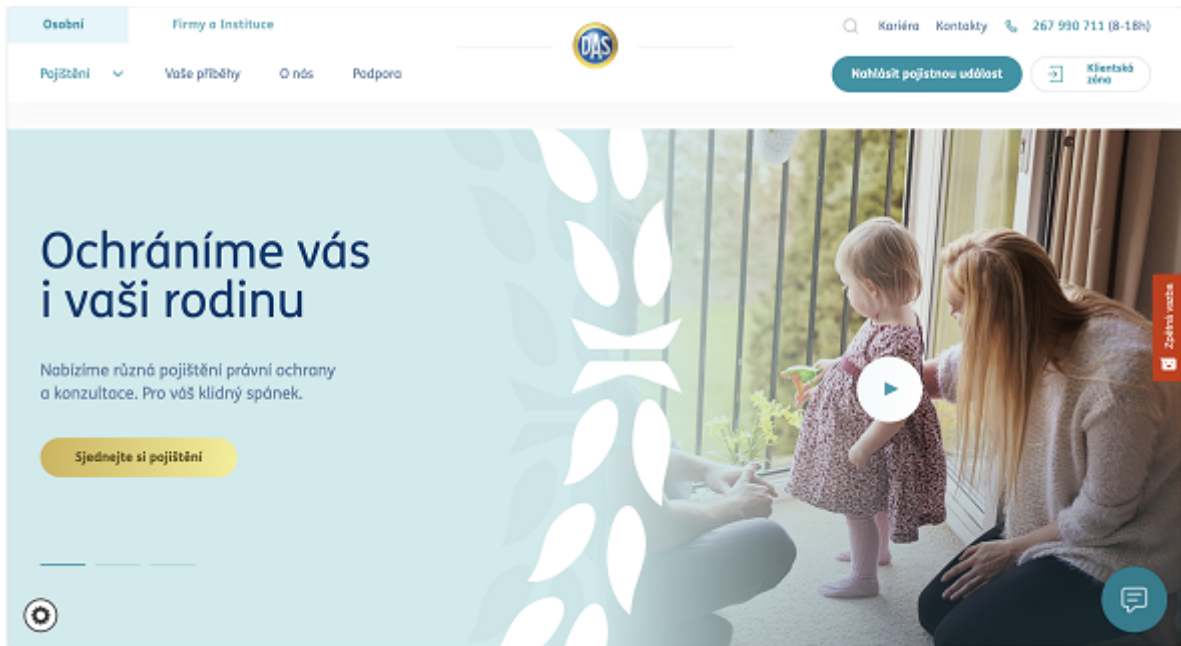 Osobní
Firmy a Instituce
DAS
Kariéra
Kontakty
267 990 711 (8-18h)
Pojištění
Vaše příběhy
O nás
Podpora
Nahlásit pojistnou událost
Klientská
zóna
Ochráníme vás
i vaši rodinu
Nabízíme různá pojištění právní ochrany
a konzultace. Pro váš klidný spánek.
Sjednejte si pojištění
Zpětná vazba